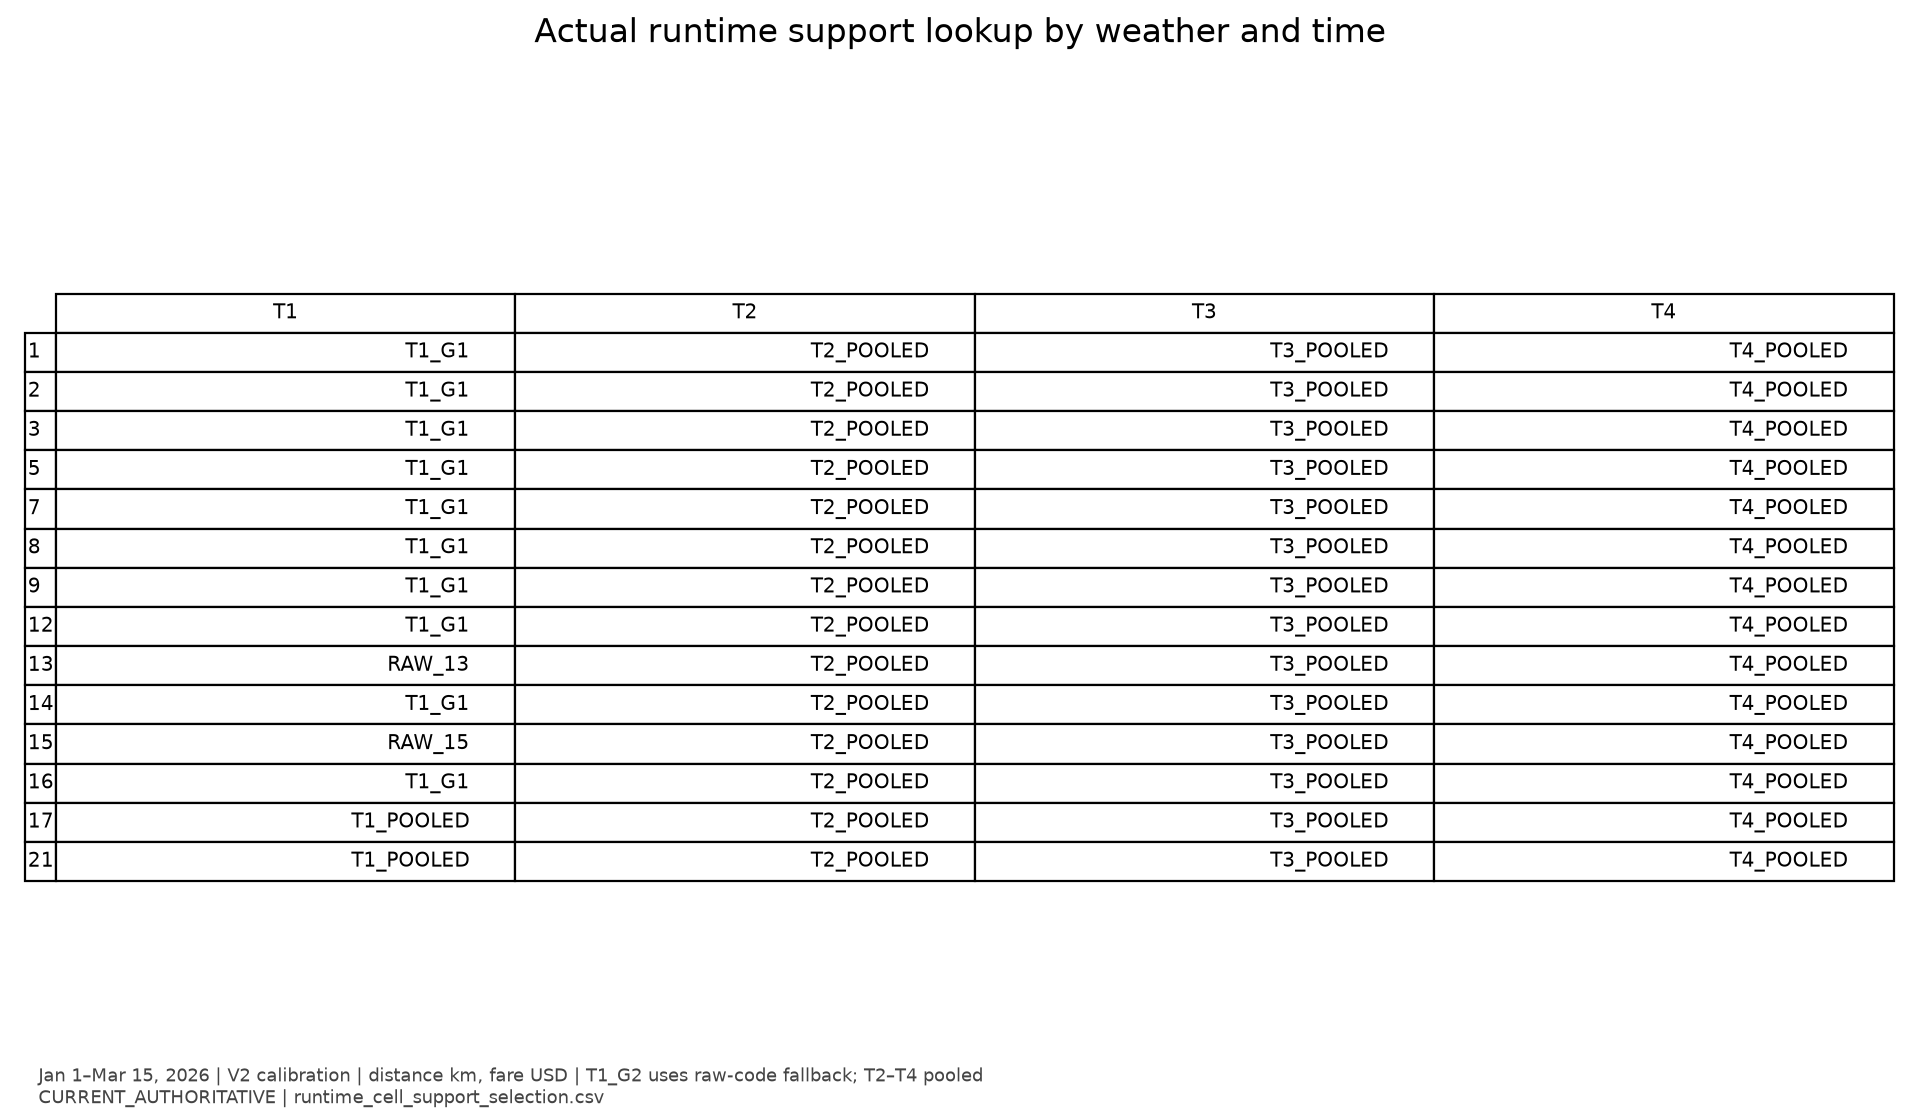 Actual runtime support lookup by weather and time
T1 T2 T3 T4
1 T1_G1 T2_POOLED T3_POOLED T4_POOLED
2 T1_G1 T2_POOLED T3_POOLED T4_POOLED
3 T1_G1 T2_POOLED T3_POOLED T4_POOLED
5 T1_G1 T2_POOLED T3_POOLED T4_POOLED
7 T1_G1 T2_POOLED T3_POOLED T4_POOLED
8 T1_G1 T2_POOLED T3_POOLED T4_POOLED
9 T1_G1 T2_POOLED T3_POOLED T4_POOLED
12 T1_G1 T2_POOLED T3_POOLED T4_POOLED
13 RAW_13 T2_POOLED T3_POOLED T4_POOLED
14 T1_G1 T2_POOLED T3_POOLED T4_POOLED
15 RAW_15 T2_POOLED T3_POOLED T4_POOLED
16 T1_G1 T2_POOLED T3_POOLED T4_POOLED
17 T1_POOLED T2_POOLED T3_POOLED T4_POOLED
21 T1_POOLED T2_POOLED T3_POOLED T4_POOLED
Jan 1–Mar 15, 2026 | V2 calibration | distance km, fare USD | T1_G2 uses raw-code fallback; T2–T4 pooled
CURRENT_AUTHORITATIVE | runtime_cell_support_selection.csv